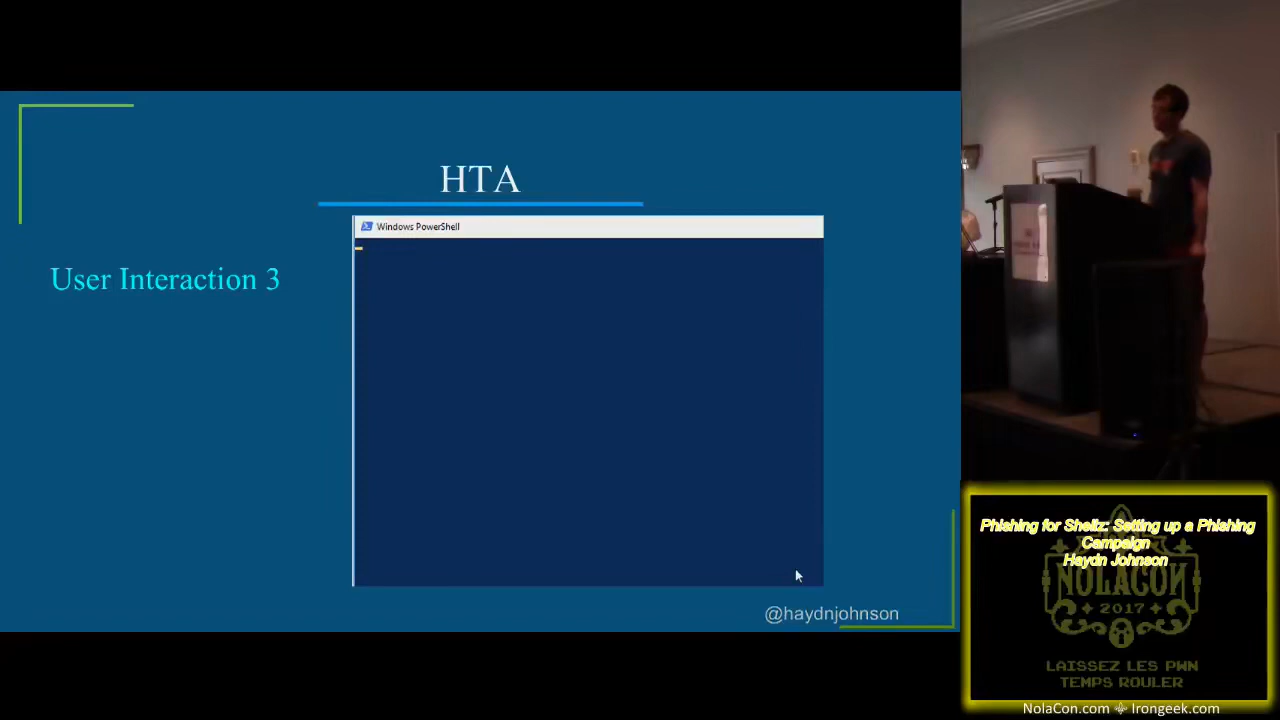 HTA
Windows PowerShell
User Interaction 3
@haydnjohnson
Phishing for Shellz: Setting up a Phishing
Campaign
Haydn Johnson
NOLACON
2017
LAISSEZ LES PWN
TEMPS ROULER
NolaCon.com ⚜ Irongeek.com